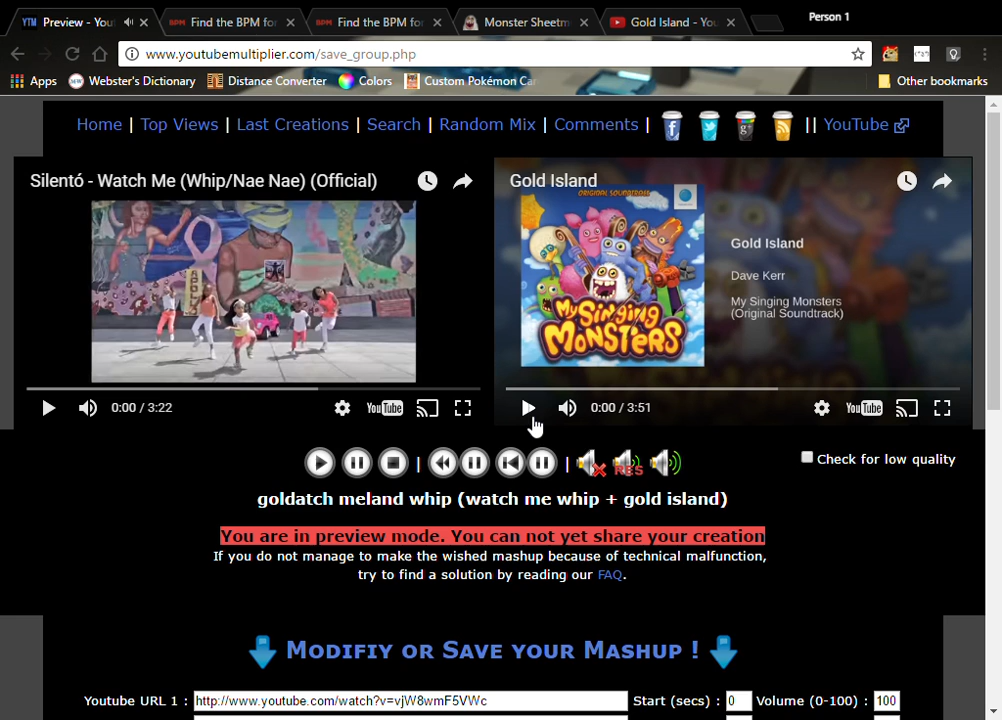 Preview - You
Find the BPM for
Find the BPM for
Monster Sheetm
Gold Island - You
Person 1
www.youtubemultiplier.com/save_group.php
Apps
Webster's Dictionary
Distance Converter
Colors
Custom Pokémon Car
Other bookmarks
Home | Top Views | Last Creations | Search | Random Mix | Comments | || YouTube
Silentó - Watch Me (Whip/Nae Nae) (Official)
Gold Island
ORIGINAL SOUNDTRACK
My Singing
Monsters
Gold Island
Dave Kerr
My Singing Monsters
(Original Soundtrack)
0:00 / 3:22
YouTube
0:00 / 3:51
YouTube
RES
Check for low quality
goldatch meland whip (watch me whip + gold island)
You are in preview mode. You can not yet share your creation
If you do not manage to make the wished mashup because of technical malfunction,
try to find a solution by reading our FAQ.
Modifiy or Save your Mashup !
Youtube URL 1 : http://www.youtube.com/watch?v=vjW8wmF5VWc Start (secs) : 0 Volume (0-100) : 100